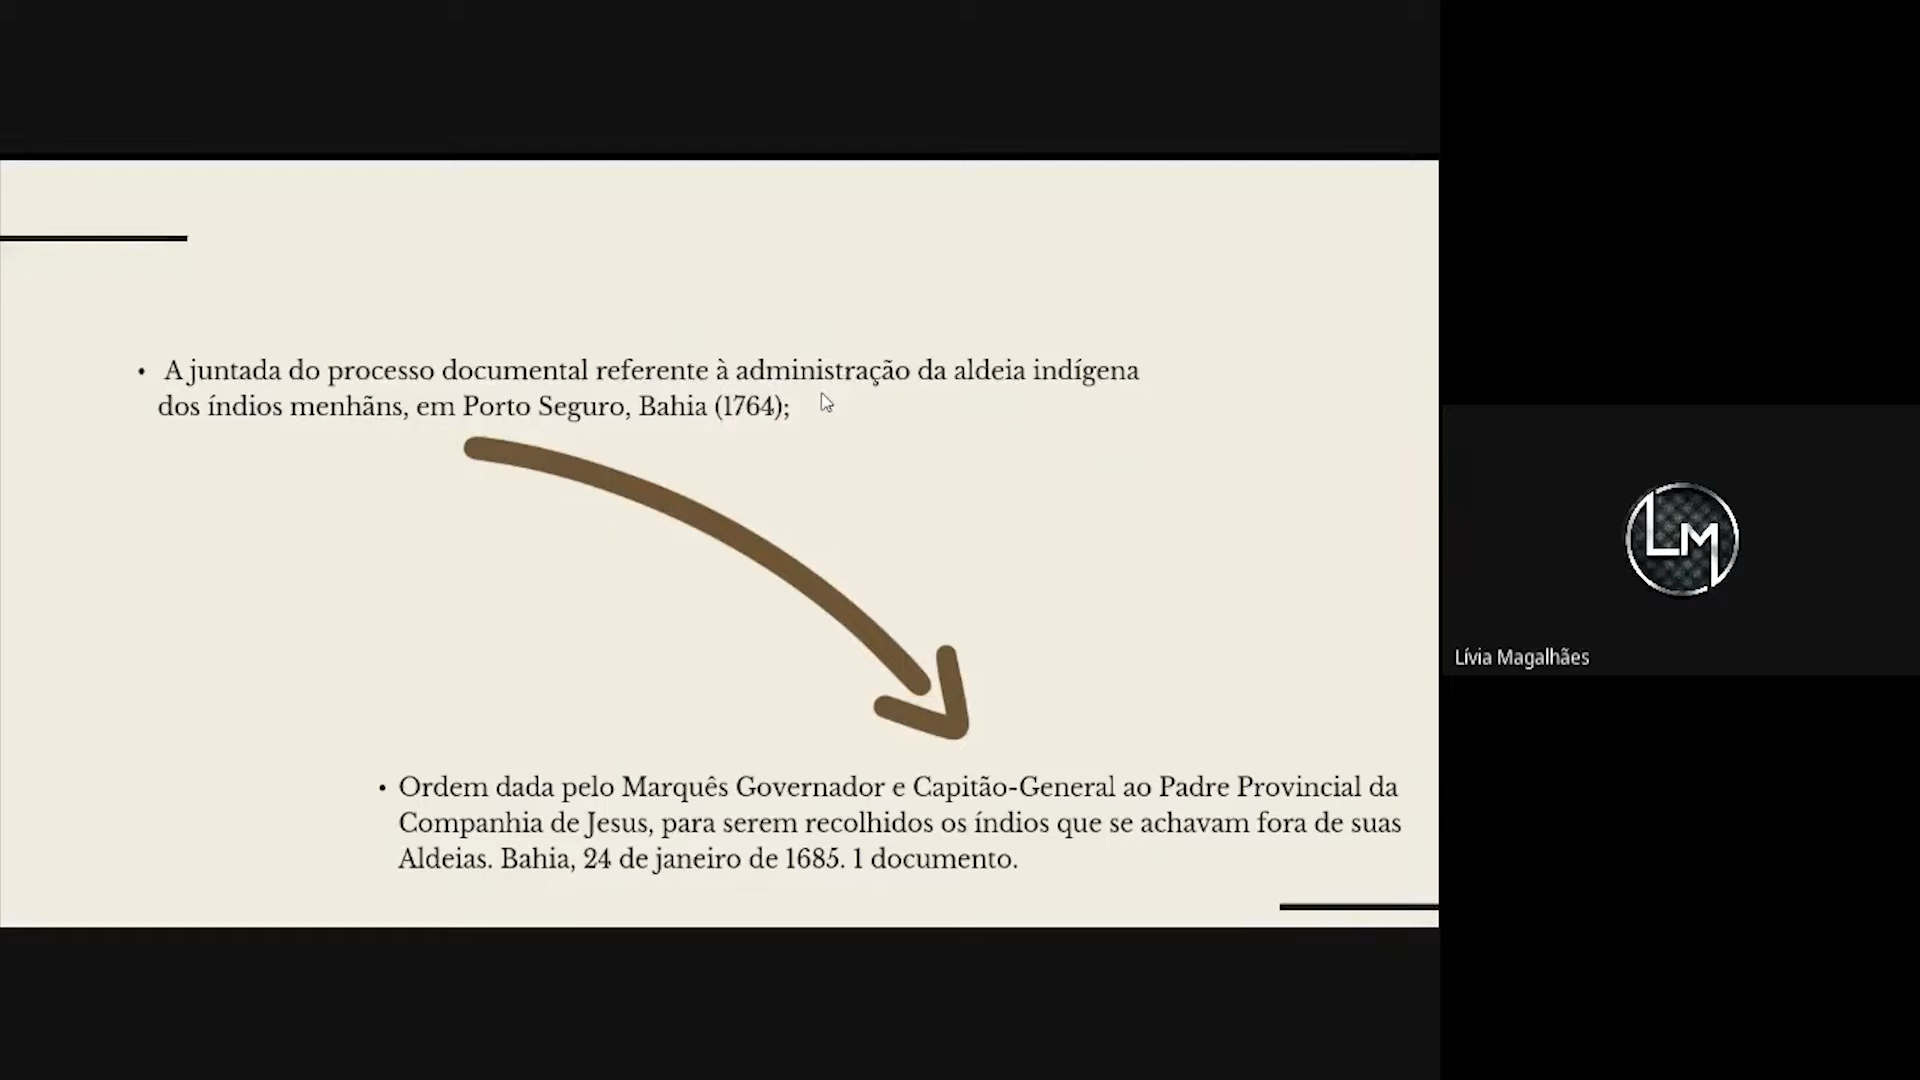 • A juntada do processo documental referente à administração da aldeia indígena
dos índios menhãns, em Porto Seguro, Bahia (1764);
• Ordem dada pelo Marquês Governador e Capitão-General ao Padre Provincial da
Companhia de Jesus, para serem recolhidos os índios que se achavam fora de suas
Aldeias. Bahia, 24 de janeiro de 1685. 1 documento.
LM
Lívia Magalhães